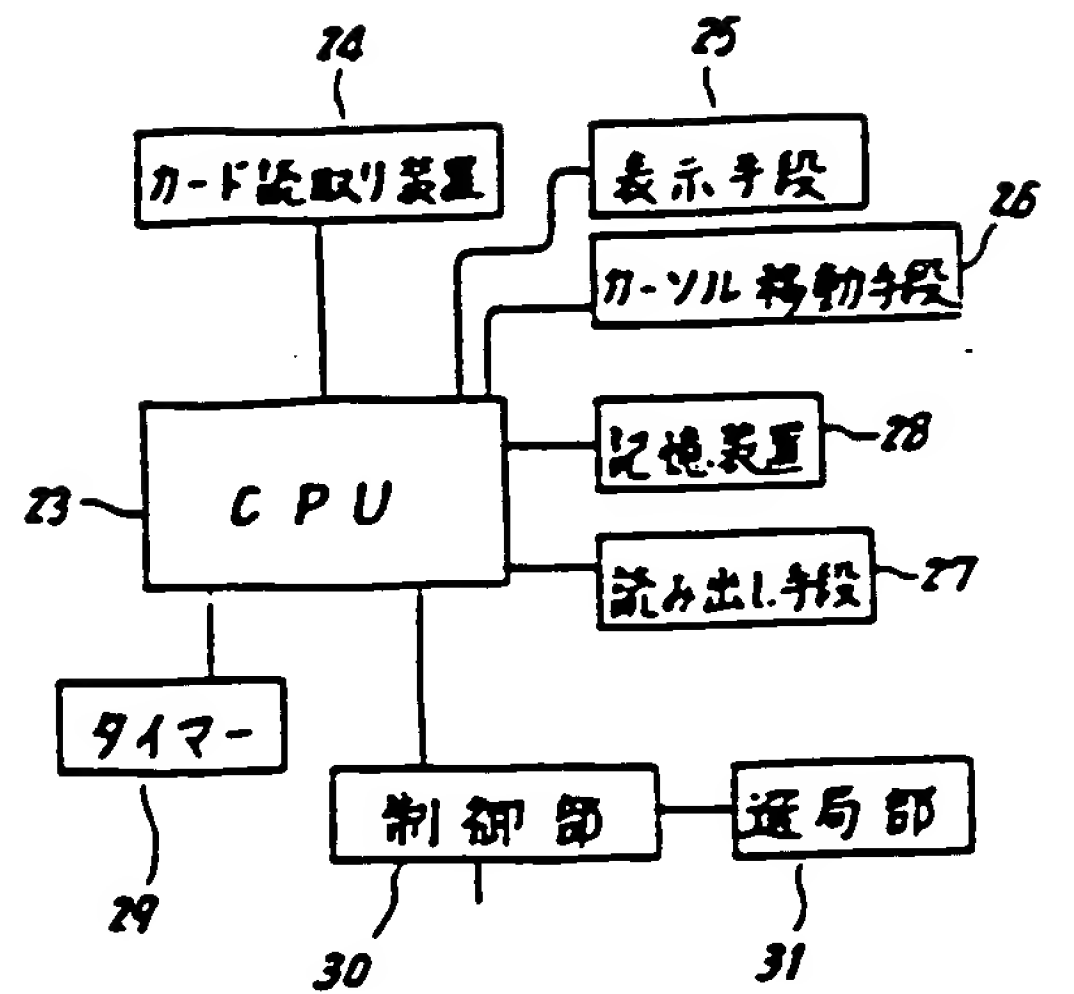 24
25
カード読取り装置
表示手段
26
カーソル移動手段
記憶装置
28
23
CPU
読み出し手段
27
タイマー
制御部
選局部
29
30
31